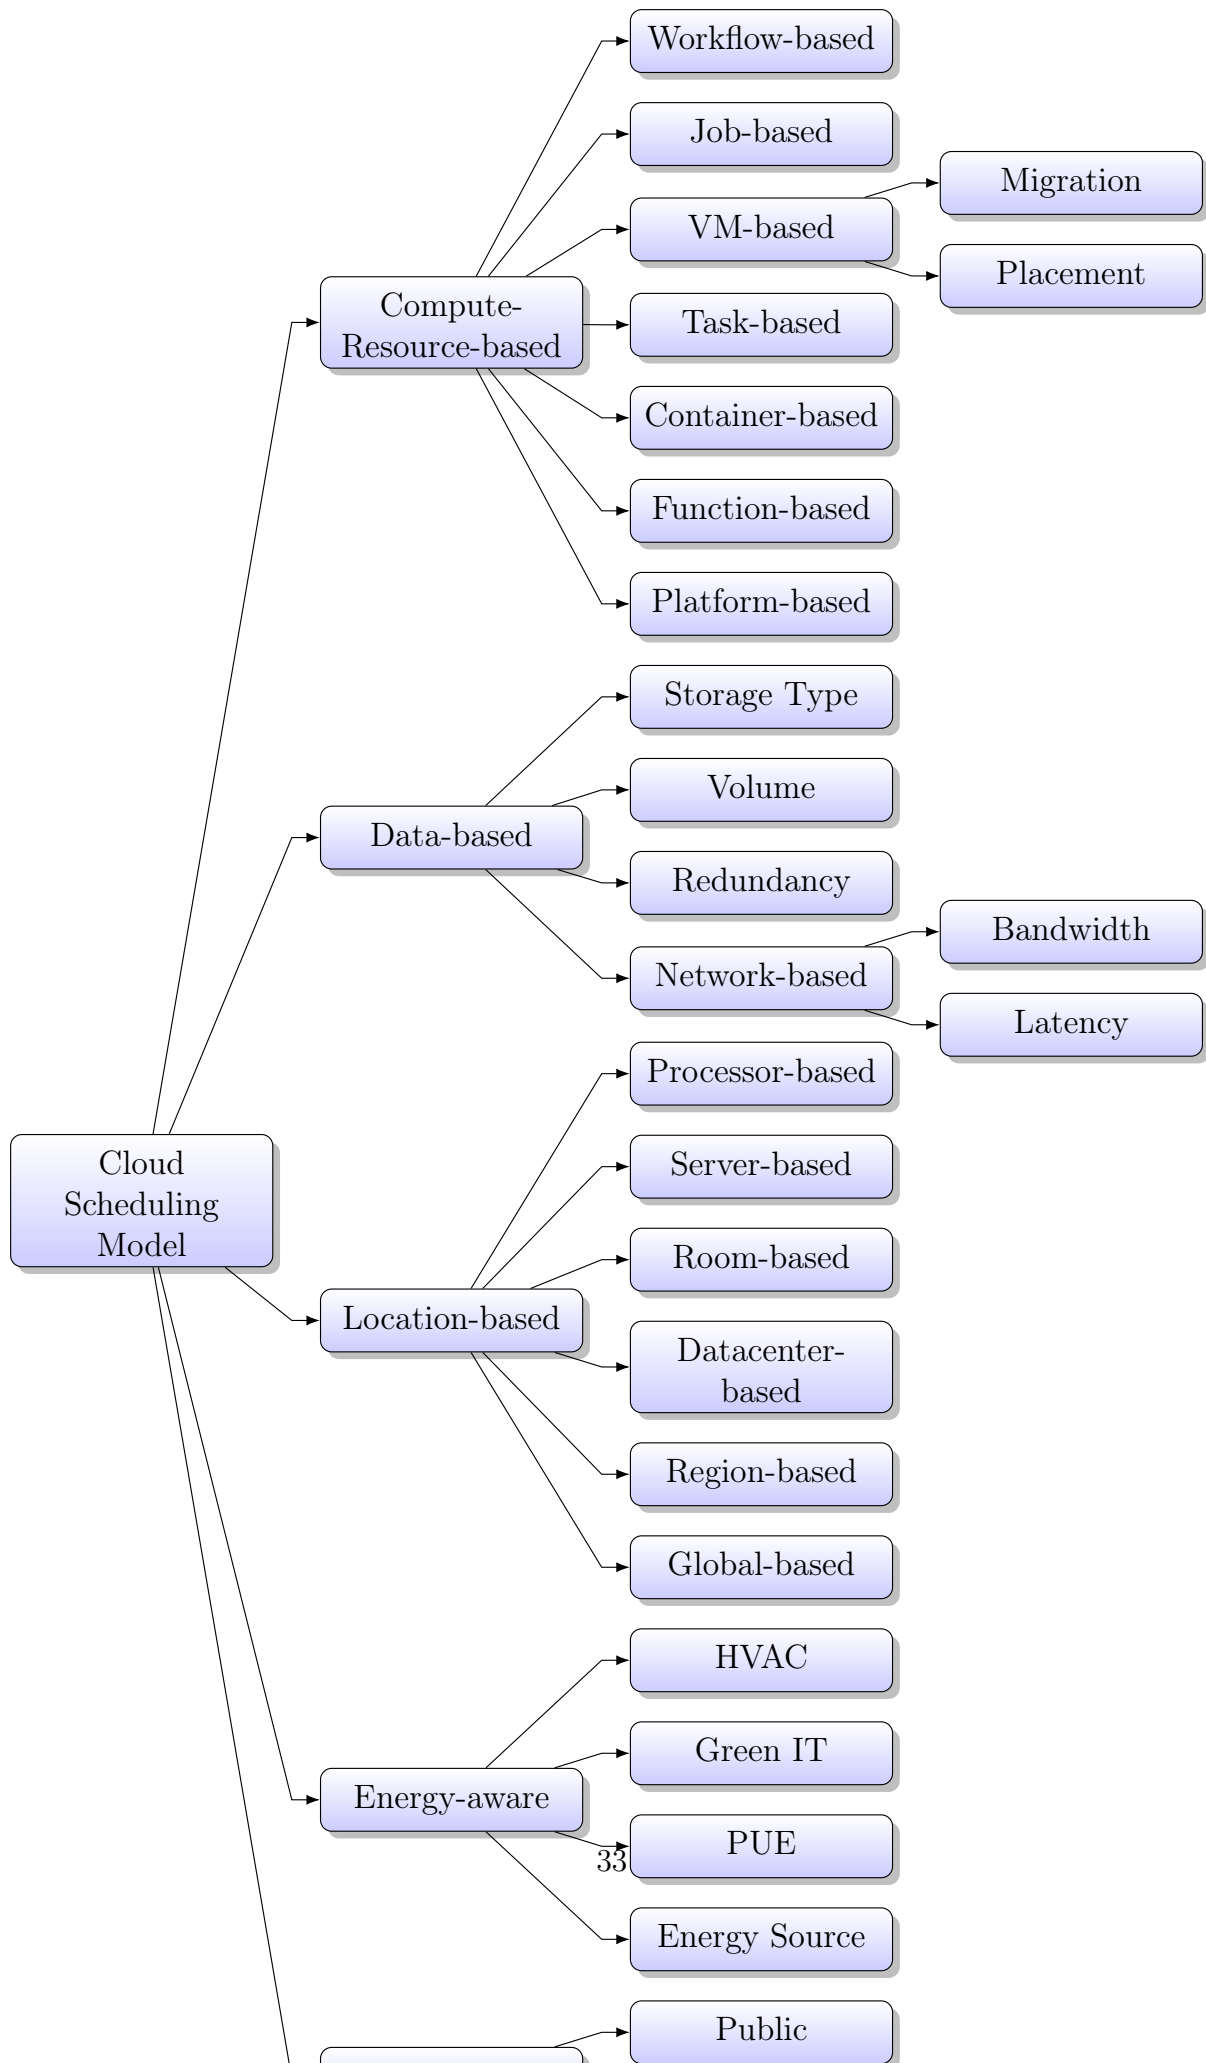 Workflow-based
Job-based
Migration
VM-based
Placement
Compute-
Resource-based
Task-based
Container-based
Function-based
Platform-based
Storage Type
Volume
Data-based
Redundancy
Bandwidth
Network-based
Latency
Processor-based
Cloud
Scheduling
Model
Server-based
Room-based
Location-based
Datacenter-
based
Region-based
Global-based
HVAC
Green IT
Energy-aware
PUE
33
Energy Source
Public